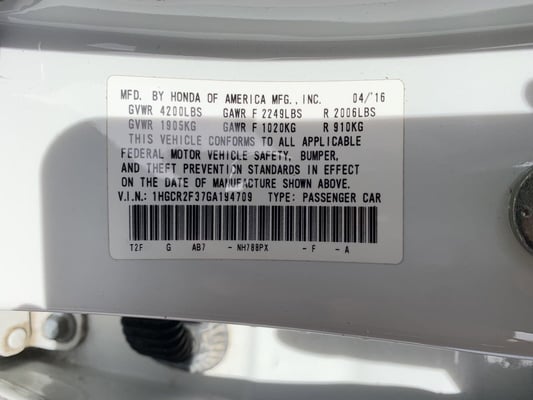 MFD. BY HONDA OF AMERICA MFG., INC. 04/'16
GVWR 4200LBS GAWR F 2249LBS R 2006LBS
GVWR 1905KG GAWR F 1020KG R 910KG
THIS VEHICLE CONFORMS TO ALL APPLICABLE
FEDERAL MOTOR VEHICLE SAFETY, BUMPER,
AND THEFT PREVENTION STANDARDS IN EFFECT
ON THE DATE OF MANUFACTURE SHOWN ABOVE.
V.I.N.: 1HGCR2F37GA194709 TYPE: PASSENGER CAR
T2F G AB7 - NH788PX - F - A